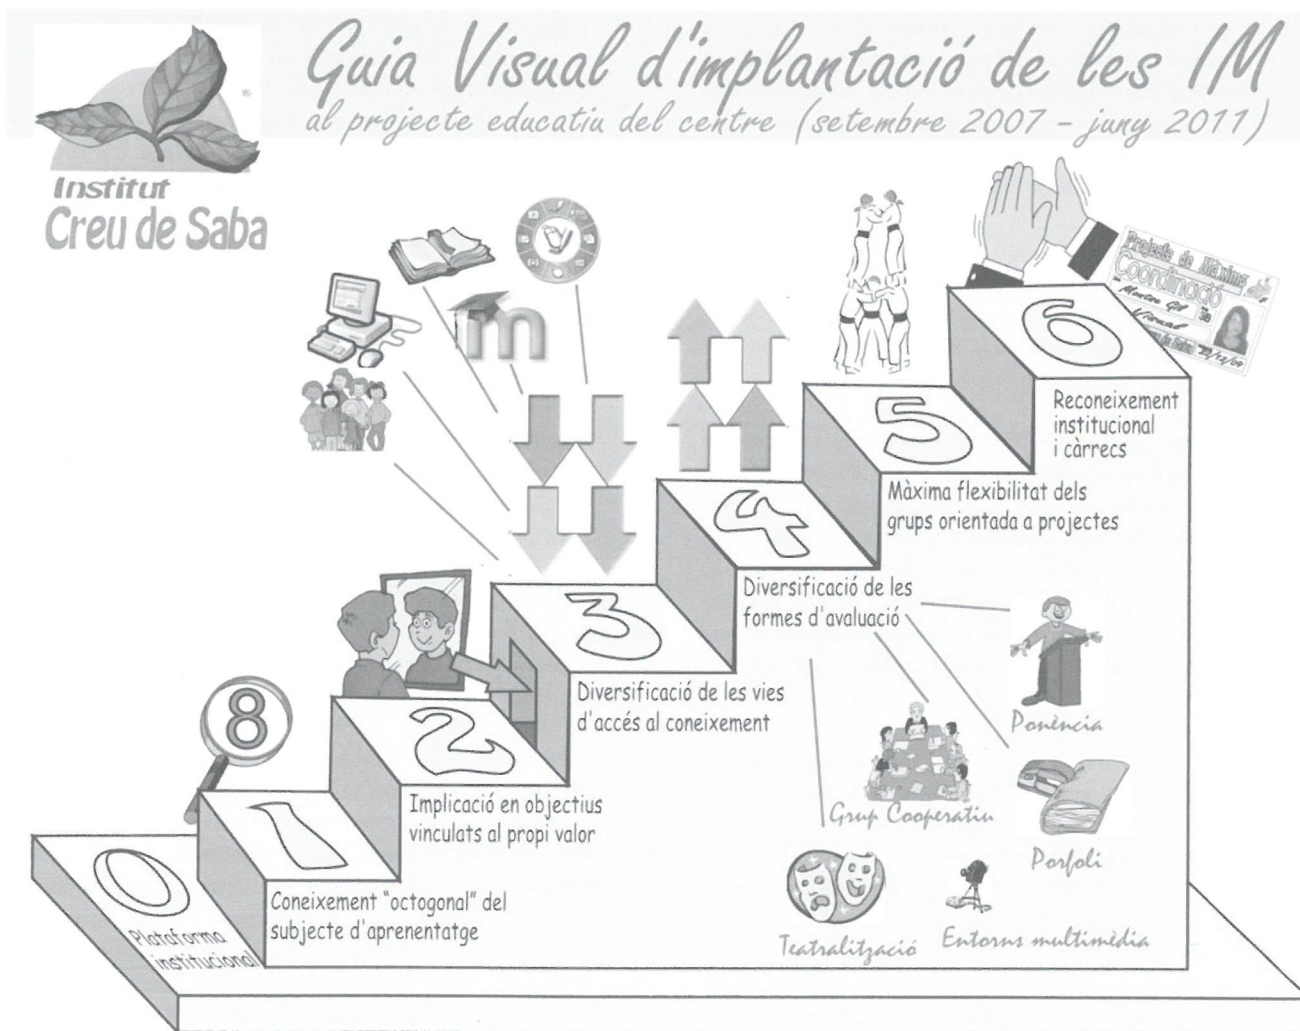 Guia Visual d'implantació de les IM
al projecte educatiu del centre (setembre 2007 - juny 2011)
Institut
Creu de Saba
®
Projecte de Màxims
Coordinació
Visual
6
Reconeixement
institucional
i càrrecs
5
Màxima flexibilitat dels
grups orientada a projectes
m
4
Diversificació de les
formes d'avaluació
Ponència
Grup Cooperatiu
Porfoli
Teatralització
Entorns multimèdia
3
Diversificació de les vies
d'accés al coneixement
2
Implicació en objectius
vinculats al propi valor
8
1
Coneixement "octogonal" del
subjecte d'aprenentatge
0
Plataforma
institucional